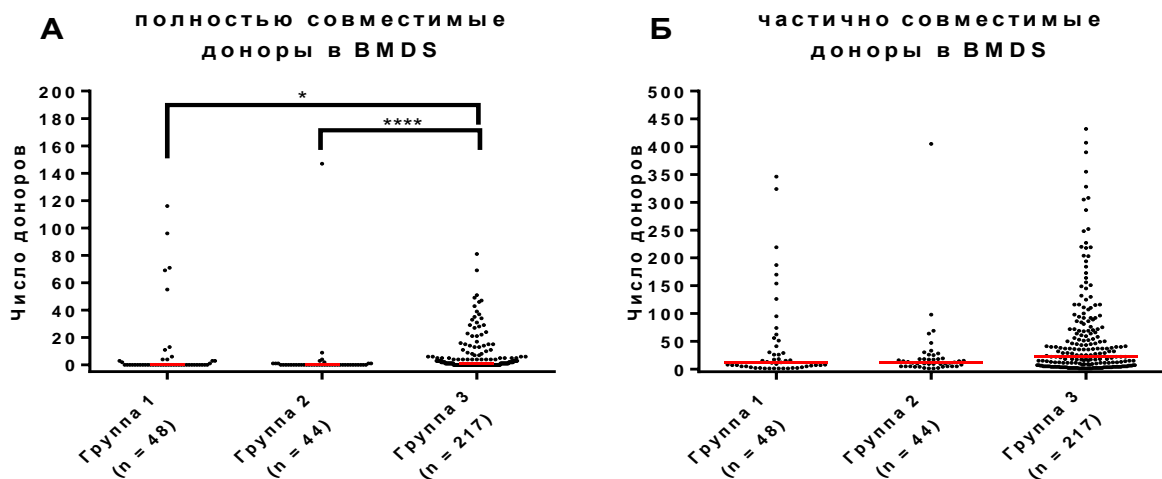 А
полностью совместимые
доноры в BMDS
Число доноров
200
180
160
140
120
100
80
60
40
20
0
*
****
Группа 1
(n = 48)
Группа 2
(n = 44)
Группа 3
(n = 217)
Б
частично совместимые
доноры в BMDS
Число доноров
500
450
400
350
300
250
200
150
100
50
0
Группа 1
(n = 48)
Группа 2
(n = 44)
Группа 3
(n = 217)